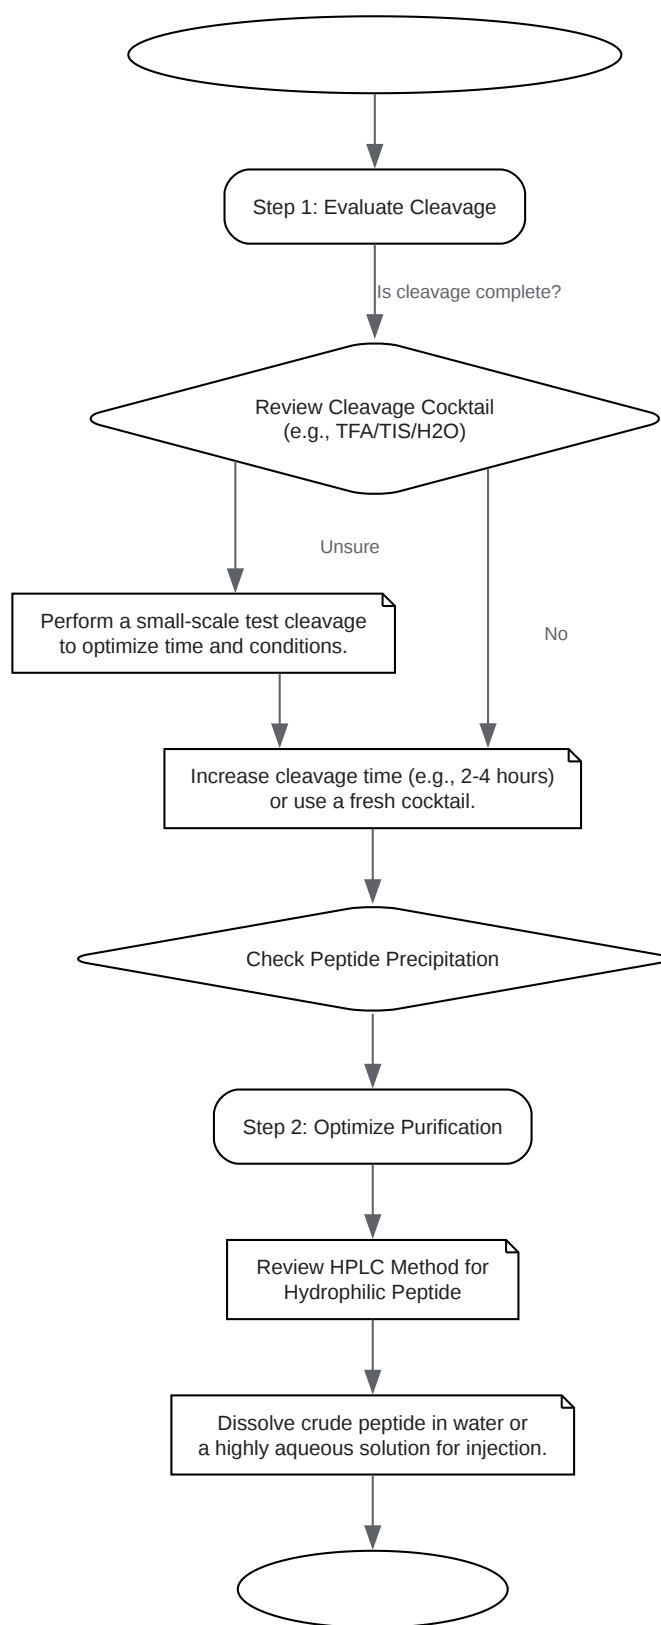 Step 1: Evaluate Cleavage
Is cleavage complete?
Review Cleavage Cocktail
(e.g., TFA/TIS/H2O)
Unsure
Perform a small-scale test cleavage
to optimize time and conditions.
No
Increase cleavage time (e.g., 2-4 hours)
or use a fresh cocktail.
Check Peptide Precipitation
Step 2: Optimize Purification
Review HPLC Method for
Hydrophilic Peptide
Dissolve crude peptide in water or
a highly aqueous solution for injection.